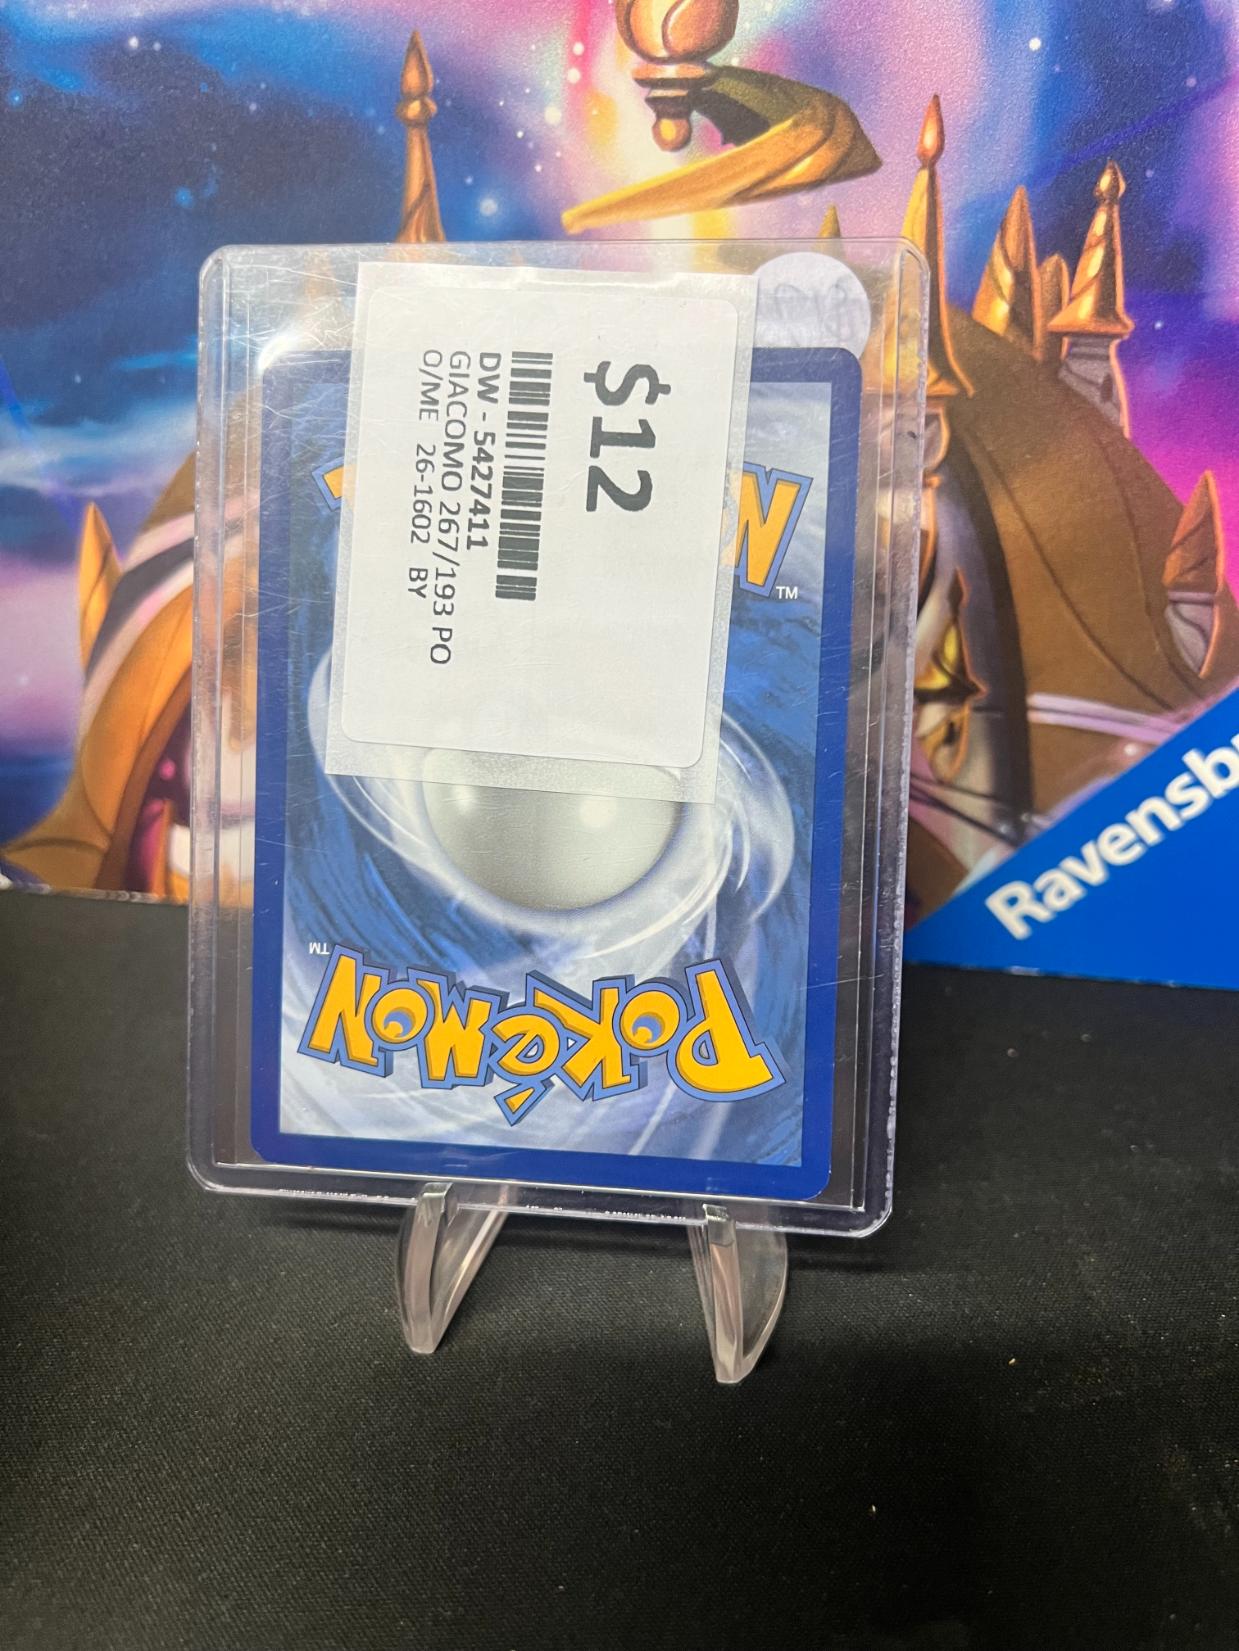 $12
DW - 5427411
GIACOMO 267/193 PO
O/ME 26-1602 BY
N
TM
POKéMON
TM
Ravensb